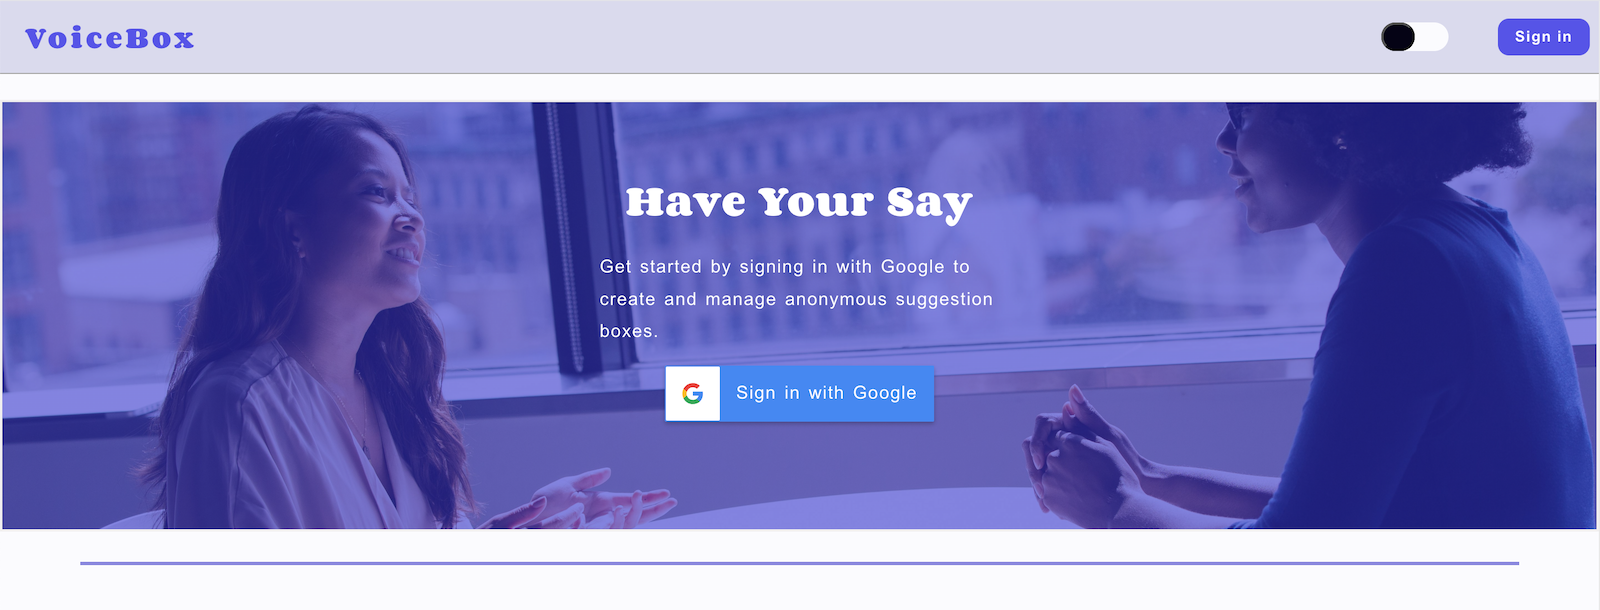 VoiceBox
Sign in
Have Your Say
Get started by signing in with Google to
create and manage anonymous suggestion
boxes.
Sign in with Google